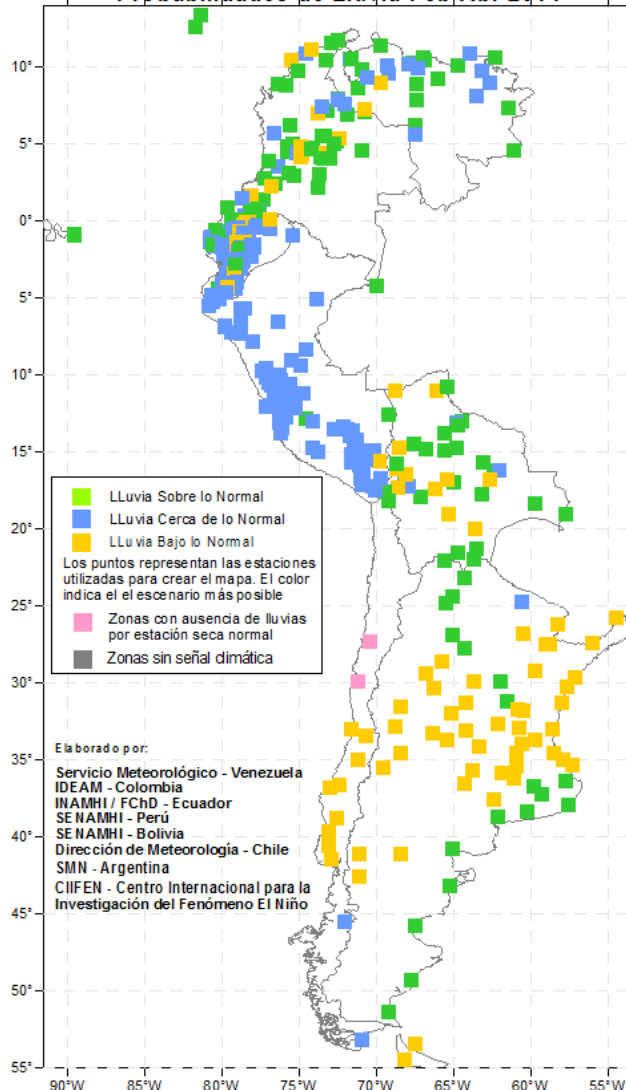 10°
5°
0°
5°
10°
15°
20°
25°
30°
35°
40°
45°
50°
55°
LLuvia Sobre lo Normal
LLuvia Cerca de lo Normal
LLuvia Bajo lo Normal
Los puntos representan las estaciones
utilizadas para crear el mapa. El color
indica el el escenario más posible
Zonas con ausencia de lluvias
por estación seca normal
Zonas sin señal climática
Elaborado por:
Servicio Meteorológico - Venezuela
IDEAM - Colombia
INAMHI / FChD - Ecuador
SENAMHI - Perú
SENAMHI - Bolivia
Dirección de Meteorología - Chile
SMN - Argentina
CIIFEN - Centro Internacional para la
Investigación del Fenómeno El Niño
90°W 85°W 80°W 75°W 70°W 65°W 60°W 55°W